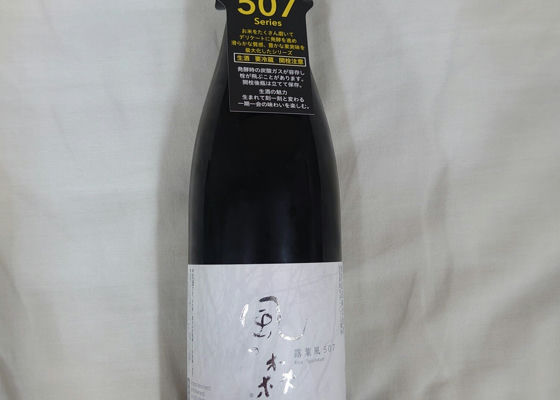 507
Series
お米をたくさん磨いて
デリケートに発酵を進め
滑らかな質感、豊かな果実味を
最大化したシリーズ
生酒 要冷蔵 開栓注意
発酵時の炭酸ガスが容存し
栓が飛ぶことがあります。
開栓後瓶は立てて保存。
生酒の魅力
生まれて刻一刻と変わる
一期一会の味わいを楽しむ。
風
の
森
露葉風 507